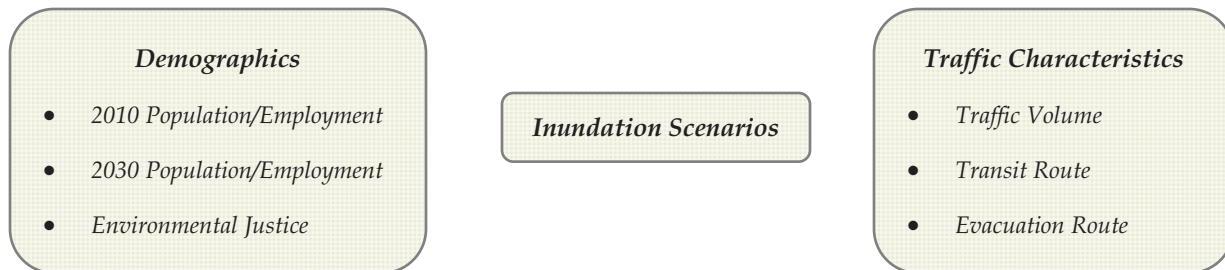 Demographics
• 2010 Population/Employment
• 2030 Population/Employment
• Environmental Justice
Inundation Scenarios
Traffic Characteristics
• Traffic Volume
• Transit Route
• Evacuation Route